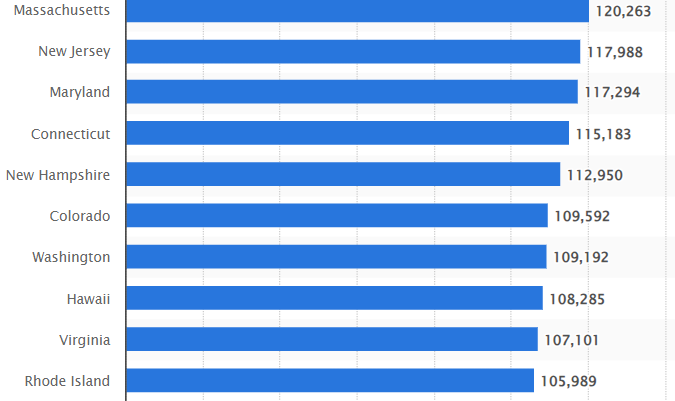 Massachusetts 120,263
New Jersey 117,988
Maryland 117,294
Connecticut 115,183
New Hampshire 112,950
Colorado 109,592
Washington 109,192
Hawaii 108,285
Virginia 107,101
Rhode Island 105,989